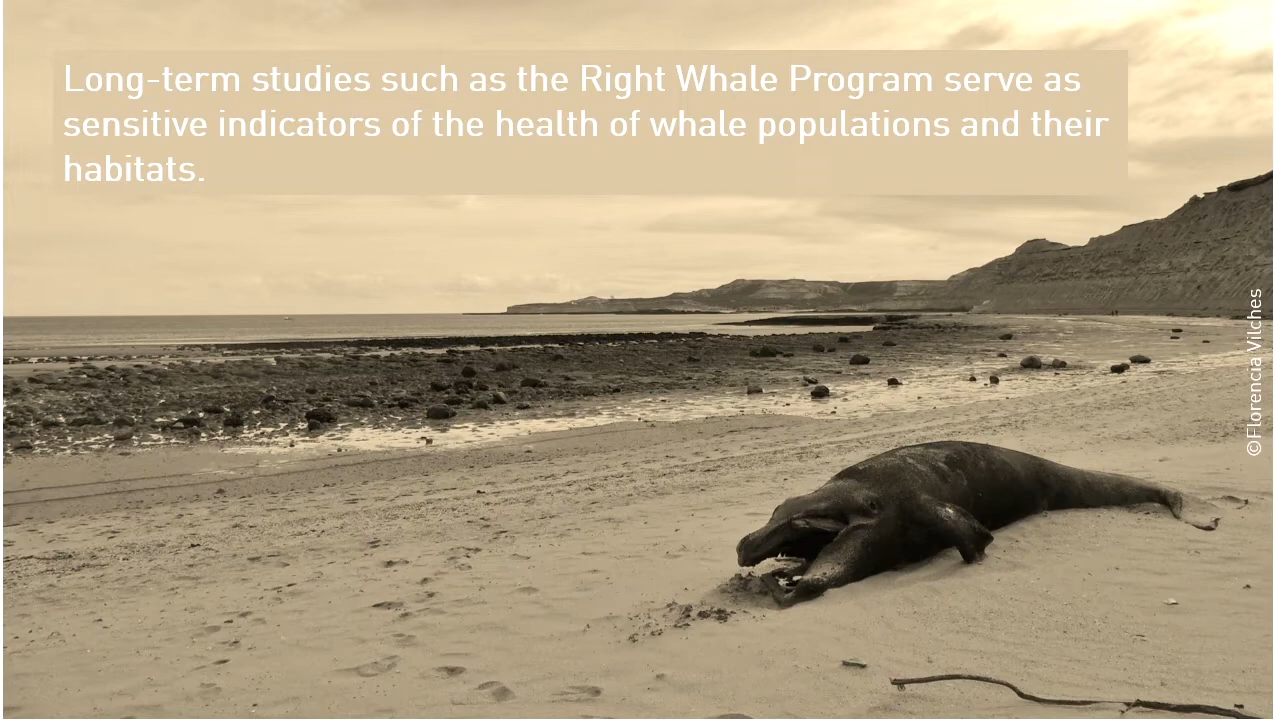 Long-term studies such as the Right Whale Program serve as
sensitive indicators of the health of whale populations and their
habitats.
©Florencia Vilches